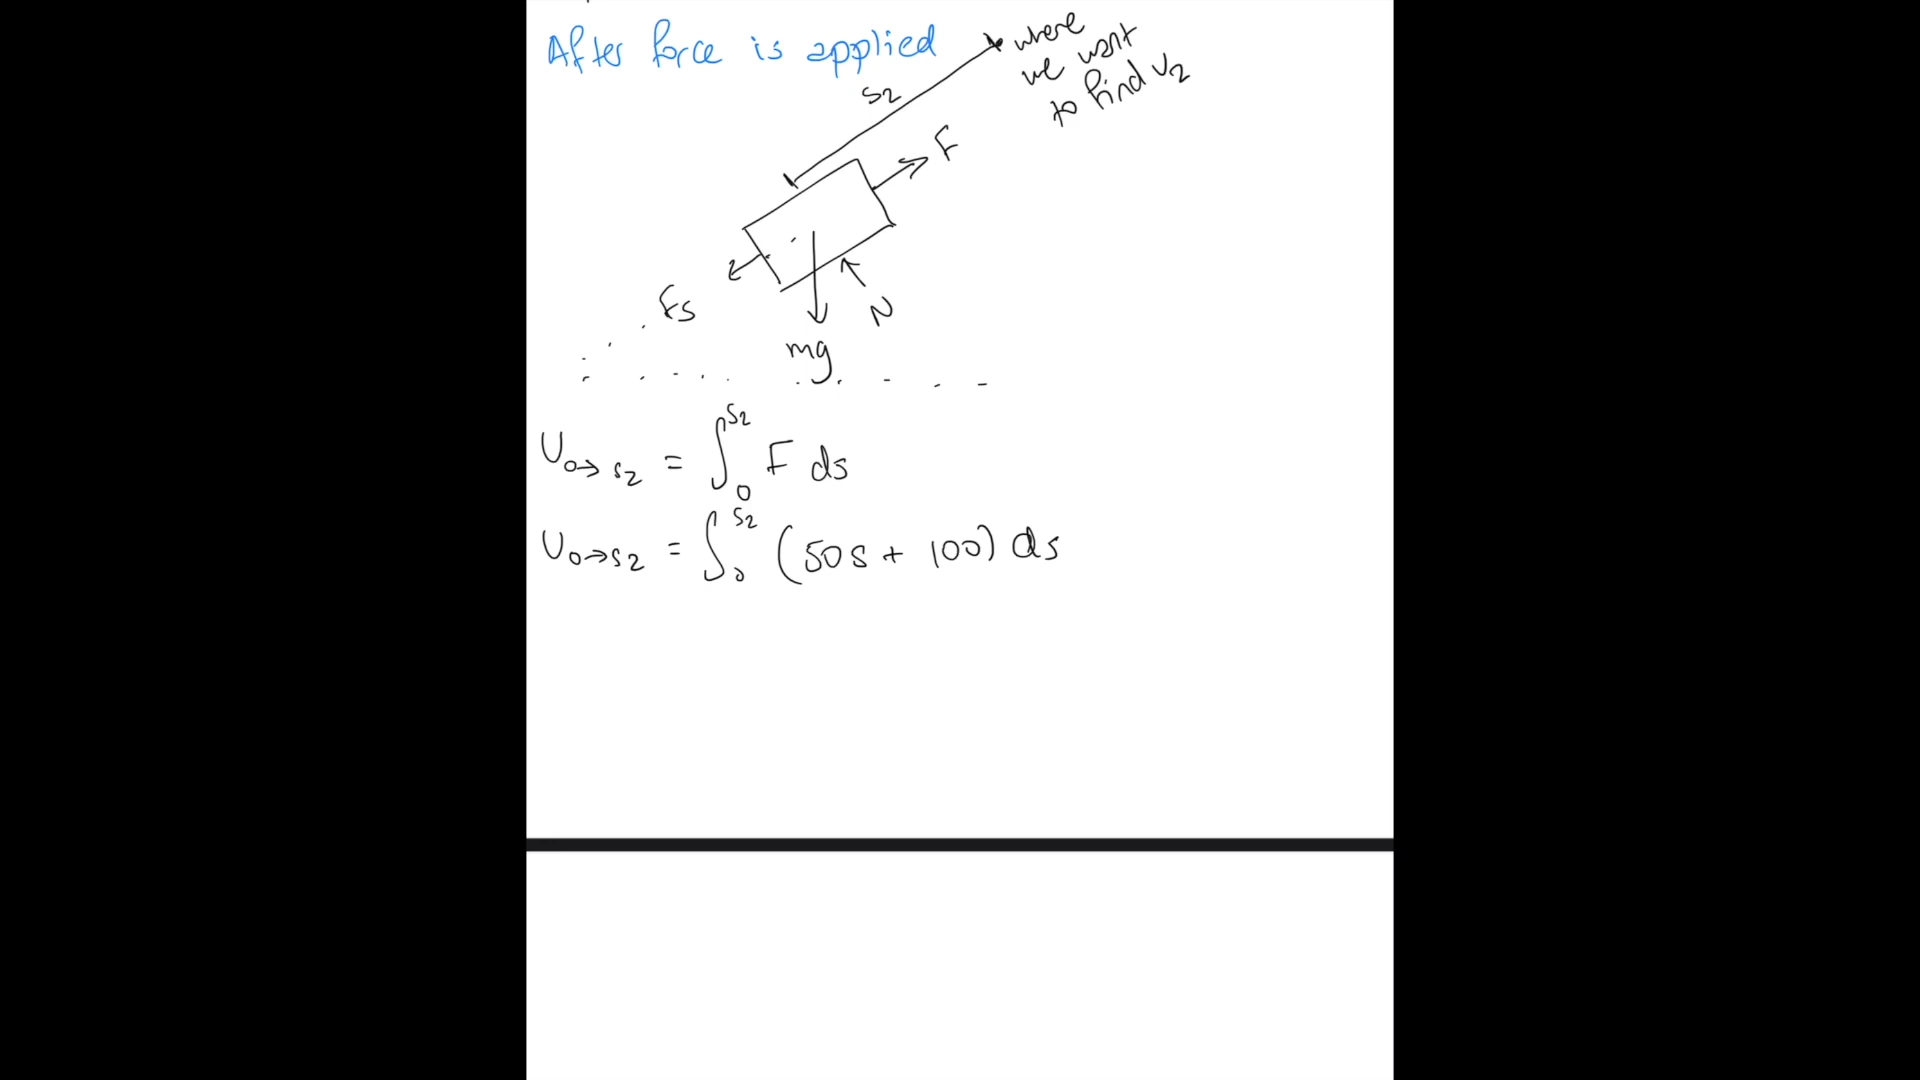 After force is applied
where
we want
to find v2
s2
F
Fs
N
mg
U0→s2 = ∫0^s2 F ds
U0→s2 = ∫0^s2 (50s + 100) ds